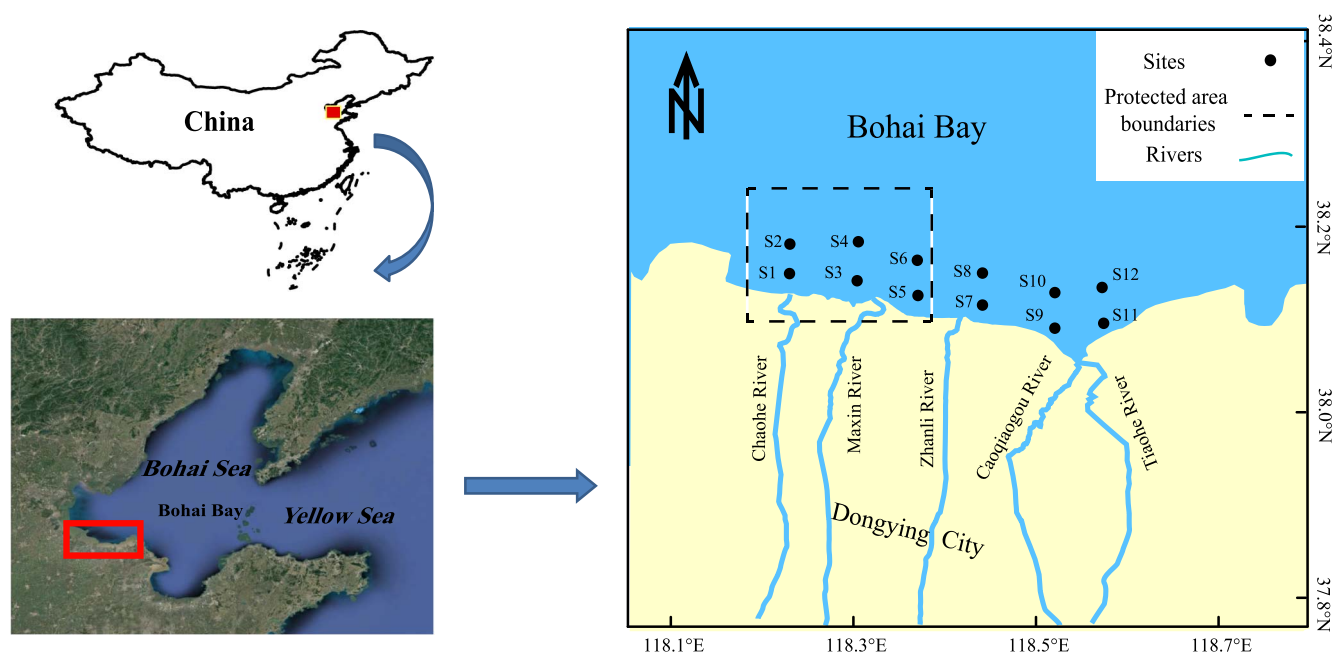 China
Bohai Sea
Bohai Bay
Yellow Sea
Sites
Protected area
boundaries
Rivers
N
Bohai Bay
S2
S4
S6
S1
S3
S5
S8
S7
S10
S12
S9
S11
Chaohe River
Maxin River
Zhanli River
Caoqiaogou River
Tiaohe River
Dongying City
38.4°N
38.2°N
38.0°N
37.8°N
118.1°E
118.3°E
118.5°E
118.7°E